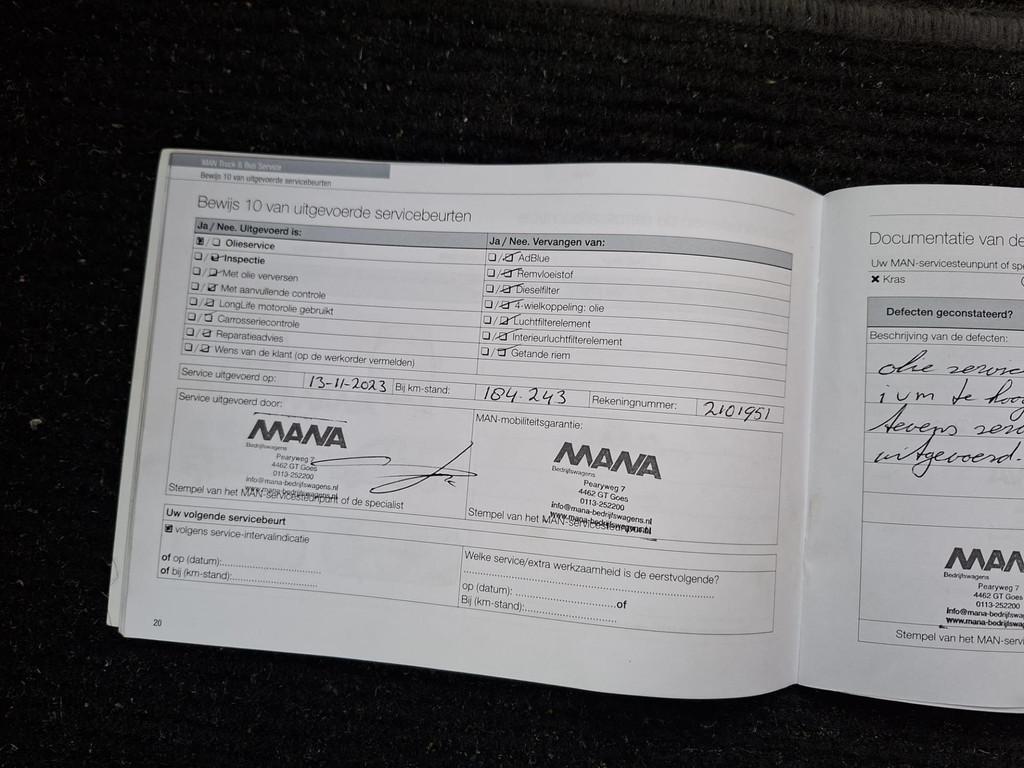 MAN Truck & Bus Service
Bewijs 10 van uitgevoerde servicebeurten
Bewijs 10 van uitgevoerde servicebeurten
Ja / Nee. Uitgevoerd is:
Olieservice
Inspectie
Met olie verversen
Met aanvullende controle
LongLife motorolie gebruikt
Carrosseriecontrole
Reparatieadvies
Wens van de klant (op de werkorder vermelden)
Ja / Nee. Vervangen van:
AdBlue
Remvloeistof
Dieselfilter
4-wielkoppeling: olie
Luchtfilterelement
Interieurluchtfilterelement
Getande riem
Service uitgevoerd op: 13-11-2023 Bij km-stand: 184.243 Rekeningnummer: 2101951
Service uitgevoerd door:
MANA
Bedrijfswagens
Pearyweg 7
4462 GT Goes
0113-252200
info@mana-bedrijfswagens.nl
www.mana-bedrijfswagens.nl
Stempel van het MAN-servicesteunpunt of de specialist
MAN-mobiliteitsgarantie:
MANA
Bedrijfswagens
Pearyweg 7
4462 GT Goes
0113-252200
info@mana-bedrijfswagens.nl
www.mana-bedrijfswagens.nl
Stempel van het MAN-servicesteunpunt
Uw volgende servicebeurt
volgens service-intervalindicatie
of op (datum):
of bij (km-stand):
Welke service/extra werkzaamheid is de eerstvolgende?
op (datum): of
Bij (km-stand):
20
Documentatie van de
Uw MAN-servicesteunpunt of spe
Kras
Defecten geconstateerd?
Beschrijving van de defecten:
olie servic
ivm te hoog
tevens
uitgevoerd.
MAN
Bedrijfswagens
Pearyweg 7
4462 GT Goes
0113-252200
info@mana-bedrijfswag
www.mana-bedrijfswag
Stempel van het MAN-servi